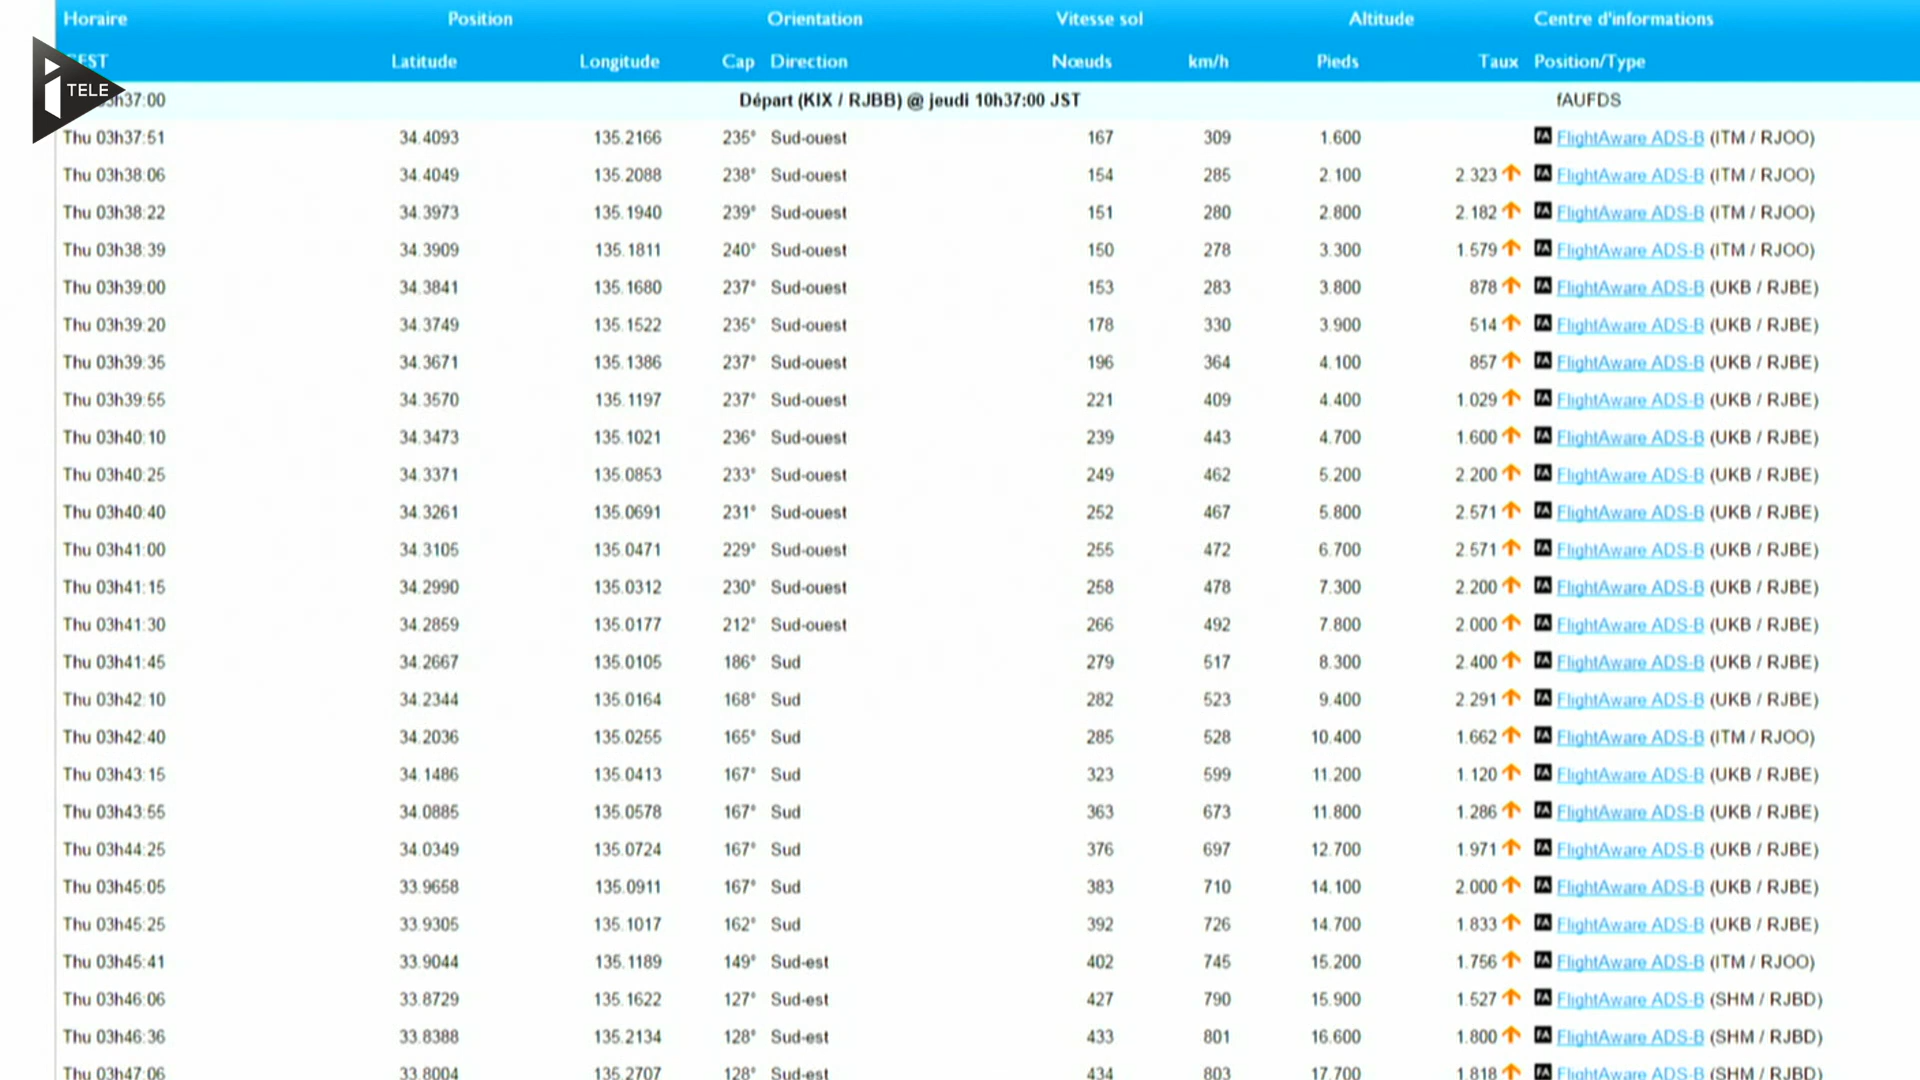 Horaire Position Orientation Vitesse sol Altitude Centre d'informations
Latitude Longitude Cap Direction Nœuds km/h Pieds Taux Position/Type
i TELE
Départ (KIX / RJBB) @ jeudi 10h37:00 JST fAUFDS
Thu 03h37:51 34.4093 135.2166 235° Sud-ouest 167 309 1.600 FA FlightAware ADS-B (ITM / RJOO)
Thu 03h38:06 34.4049 135.2088 238° Sud-ouest 154 285 2.100 2.323 FA FlightAware ADS-B (ITM / RJOO)
Thu 03h38:22 34.3973 135.1940 239° Sud-ouest 151 280 2.800 2.182 FA FlightAware ADS-B (ITM / RJOO)
Thu 03h38:39 34.3909 135.1811 240° Sud-ouest 150 278 3.300 1.579 FA FlightAware ADS-B (ITM / RJOO)
Thu 03h39:00 34.3841 135.1680 237° Sud-ouest 153 283 3.800 878 FA FlightAware ADS-B (UKB / RJBE)
Thu 03h39:20 34.3749 135.1522 235° Sud-ouest 178 330 3.900 514 FA FlightAware ADS-B (UKB / RJBE)
Thu 03h39:35 34.3671 135.1386 237° Sud-ouest 196 364 4.100 857 FA FlightAware ADS-B (UKB / RJBE)
Thu 03h39:55 34.3570 135.1197 237° Sud-ouest 221 409 4.400 1.029 FA FlightAware ADS-B (UKB / RJBE)
Thu 03h40:10 34.3473 135.1021 236° Sud-ouest 239 443 4.700 1.600 FA FlightAware ADS-B (UKB / RJBE)
Thu 03h40:25 34.3371 135.0853 233° Sud-ouest 249 462 5.200 2.200 FA FlightAware ADS-B (UKB / RJBE)
Thu 03h40:40 34.3261 135.0691 231° Sud-ouest 252 467 5.800 2.571 FA FlightAware ADS-B (UKB / RJBE)
Thu 03h41:00 34.3105 135.0471 229° Sud-ouest 255 472 6.700 2.571 FA FlightAware ADS-B (UKB / RJBE)
Thu 03h41:15 34.2990 135.0312 230° Sud-ouest 258 478 7.300 2.200 FA FlightAware ADS-B (UKB / RJBE)
Thu 03h41:30 34.2859 135.0177 212° Sud-ouest 266 492 7.800 2.000 FA FlightAware ADS-B (UKB / RJBE)
Thu 03h41:45 34.2667 135.0105 186° Sud 279 517 8.300 2.400 FA FlightAware ADS-B (UKB / RJBE)
Thu 03h42:10 34.2344 135.0164 168° Sud 282 523 9.400 2.291 FA FlightAware ADS-B (UKB / RJBE)
Thu 03h42:40 34.2036 135.0255 165° Sud 285 528 10.400 1.662 FA FlightAware ADS-B (ITM / RJOO)
Thu 03h43:15 34.1486 135.0413 167° Sud 323 599 11.200 1.120 FA FlightAware ADS-B (UKB / RJBE)
Thu 03h43:55 34.0885 135.0578 167° Sud 363 673 11.800 1.286 FA FlightAware ADS-B (UKB / RJBE)
Thu 03h44:25 34.0349 135.0724 167° Sud 376 697 12.700 1.971 FA FlightAware ADS-B (UKB / RJBE)
Thu 03h45:05 33.9658 135.0911 167° Sud 383 710 14.100 2.000 FA FlightAware ADS-B (UKB / RJBE)
Thu 03h45:25 33.9305 135.1017 162° Sud 392 726 14.700 1.833 FA FlightAware ADS-B (UKB / RJBE)
Thu 03h45:41 33.9044 135.1189 149° Sud-est 402 745 15.200 1.756 FA FlightAware ADS-B (ITM / RJOO)
Thu 03h46:06 33.8729 135.1622 127° Sud-est 427 790 15.900 1.527 FA FlightAware ADS-B (SHM / RJBD)
Thu 03h46:36 33.8388 135.2134 128° Sud-est 433 801 16.600 1.800 FA FlightAware ADS-B (SHM / RJBD)
Thu 03h47:06 33.8004 135.2707 128° Sud-est 434 803 17.700 1.818 FA FlightAware ADS-B (SHM / RJBD)